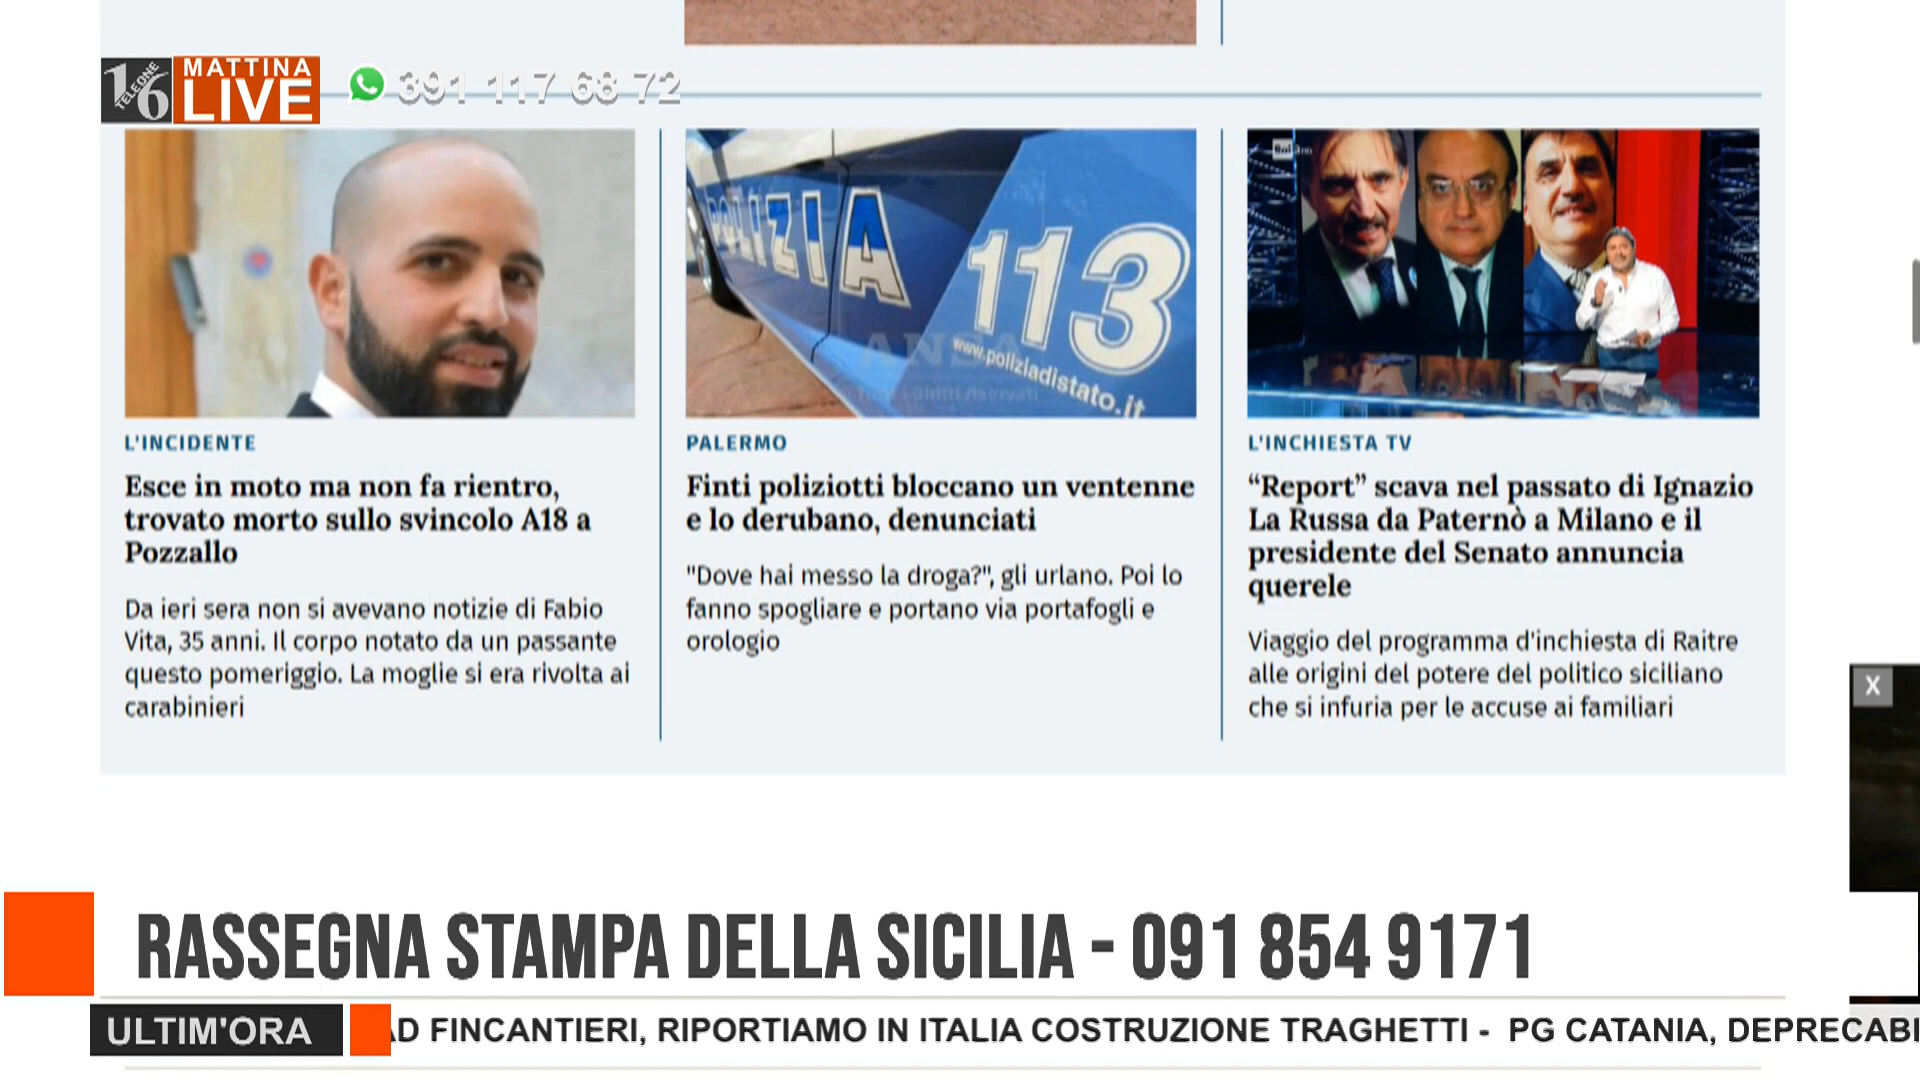 TELEONE
16
MATTINA
LIVE
391 117 68 72
POLIZIA
113
www.poliziadistato.it
ANSA
Rai
L'INCIDENTE
Esce in moto ma non fa rientro,
trovato morto sullo svincolo A18 a
Pozzallo
Da ieri sera non si avevano notizie di Fabio
Vita, 35 anni. Il corpo notato da un passante
questo pomeriggio. La moglie si era rivolta ai
carabinieri
PALERMO
Finti poliziotti bloccano un ventenne
e lo derubano, denunciati
"Dove hai messo la droga?", gli urlano. Poi lo
fanno spogliare e portano via portafogli e
orologio
L'INCHIESTA TV
“Report” scava nel passato di Ignazio
La Russa da Paternò a Milano e il
presidente del Senato annuncia
querele
Viaggio del programma d'inchiesta di Raitre
alle origini del potere del politico siciliano
che si infuria per le accuse ai familiari
X
RASSEGNA STAMPA DELLA SICILIA - 091 854 9171
ULTIM'ORA
AD FINCANTIERI, RIPORTIAMO IN ITALIA COSTRUZIONE TRAGHETTI - PG CATANIA, DEPRECABI